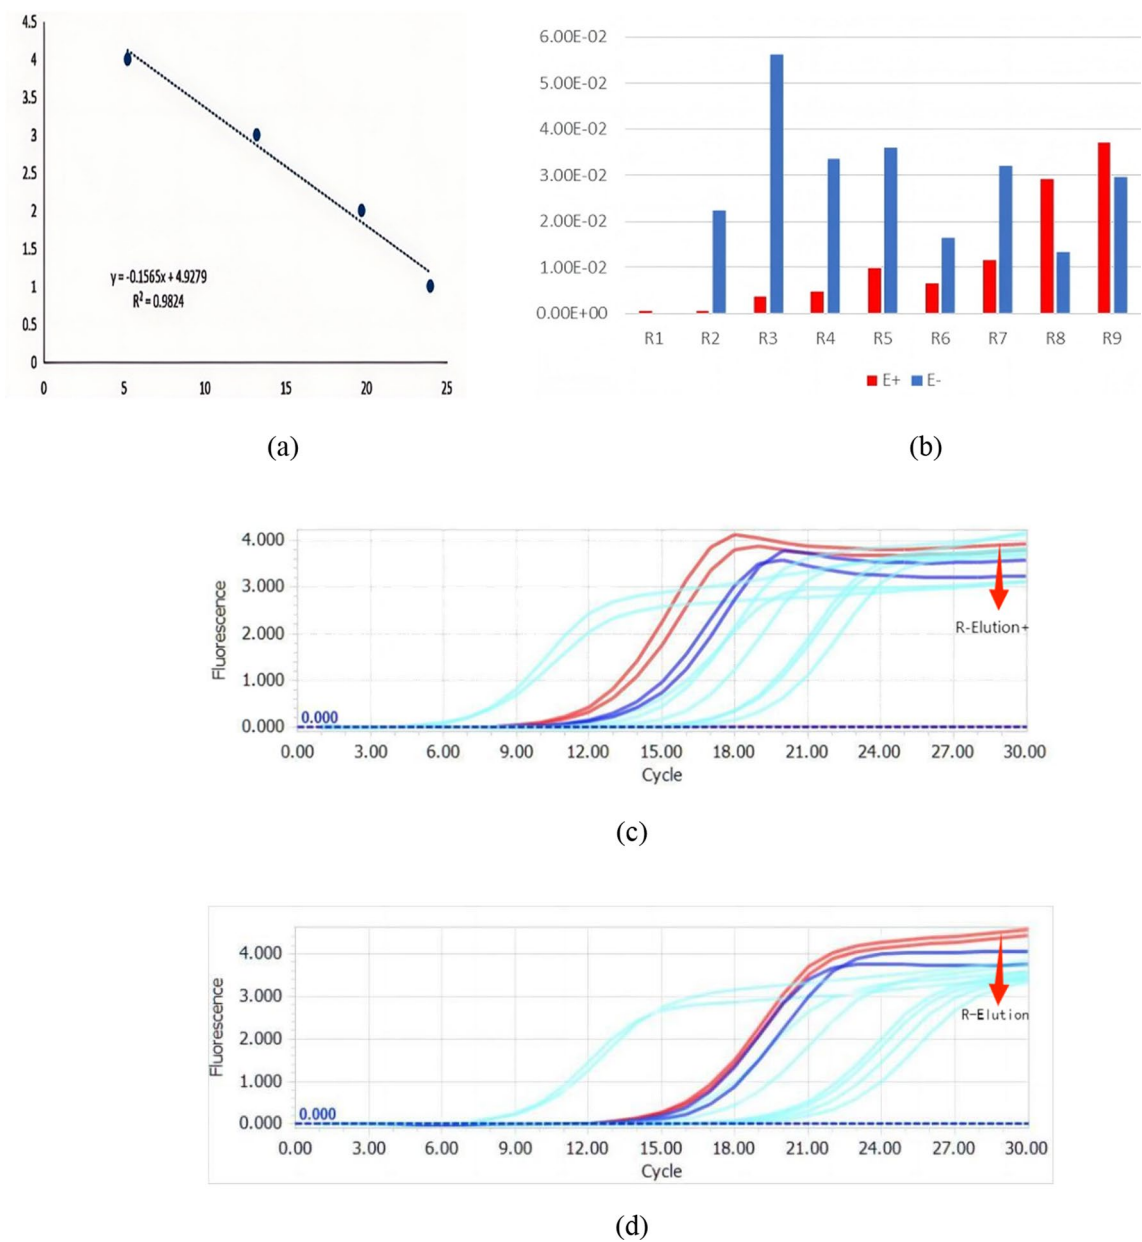 4.5
4
3.5
3
2.5
2
1.5
1
0.5
0
y = -0.1565x + 4.9279
R² = 0.9824
0 5 10 15 20 25
(a)
6.00E-02
5.00E-02
4.00E-02
3.00E-02
2.00E-02
1.00E-02
0.00E+00
R1 R2 R3 R4 R5 R6 R7 R8 R9
E+ E-
(b)
Fluorescence
4.000
3.000
2.000
1.000
0.000
0.000
R-Elution+
0.00 3.00 6.00 9.00 12.00 15.00 18.00 21.00 24.00 27.00 30.00
Cycle
(c)
Fluorescence
4.000
3.000
2.000
1.000
0.000
0.000
R-Elution
0.00 3.00 6.00 9.00 12.00 15.00 18.00 21.00 24.00 27.00 30.00
Cycle
(d)